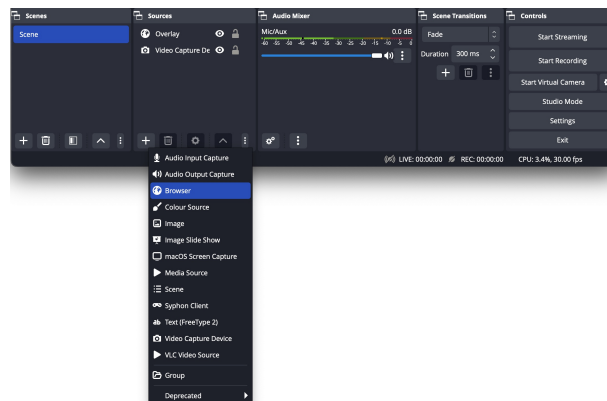 Scenes
Sources
Audio Mixer
Scene Transitions
Controls
Scene
Overlay
Video Capture De
Mic/Aux
0.0 dB
-60 -55 -50 -45 -40 -35 -30 -25 -20 -15 -10 -5 0
Fade
Duration 300 ms
Start Streaming
Start Recording
Start Virtual Camera
Studio Mode
Settings
Exit
LIVE: 00:00:00
REC: 00:00:00
CPU: 3.4%, 30.00 fps
Audio Input Capture
Audio Output Capture
Browser
Colour Source
Image
Image Slide Show
macOS Screen Capture
Media Source
Scene
Syphon Client
ab Text (FreeType 2)
Video Capture Device
VLC Video Source
Group
Deprecated